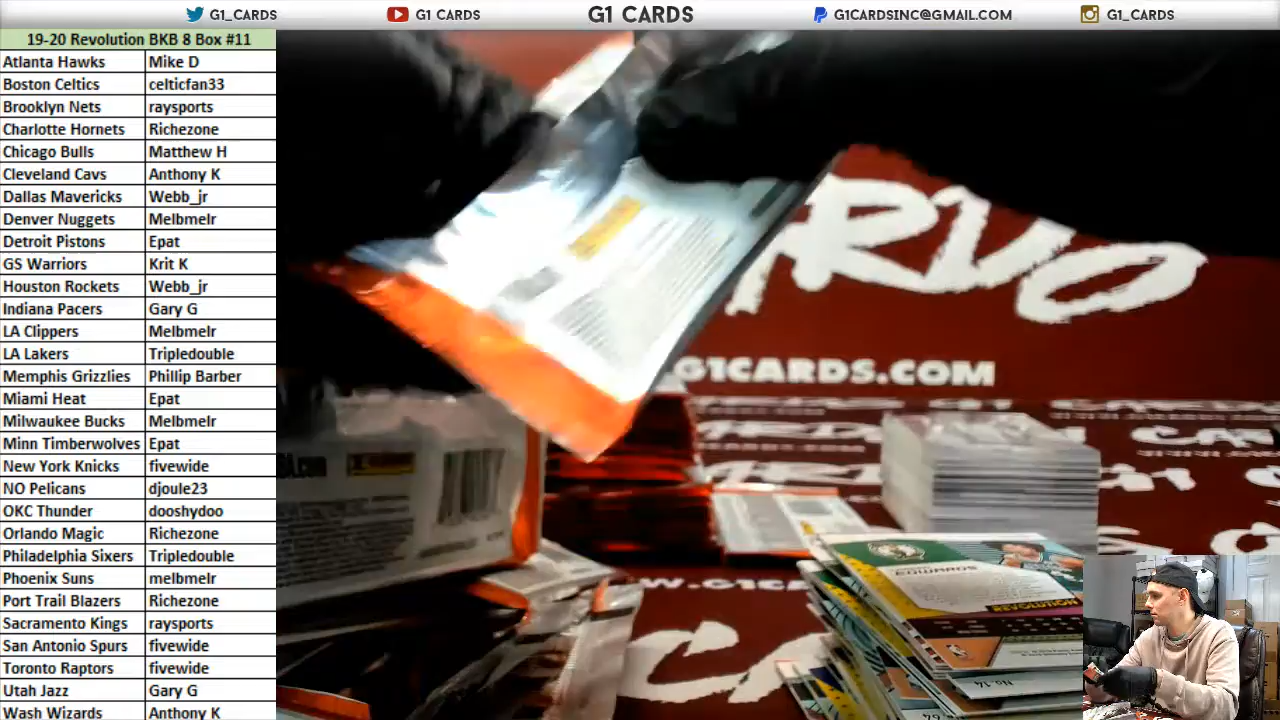 G1_CARDS
G1 CARDS
G1 CARDS
G1CARDSINC@GMAIL.COM
G1_CARDS
19-20 Revolution BKB 8 Box #11
Atlanta Hawks Mike D
Boston Celtics celticfan33
Brooklyn Nets raysports
Charlotte Hornets Richezone
Chicago Bulls Matthew H
Cleveland Cavs Anthony K
Dallas Mavericks Webb_jr
Denver Nuggets Melbmelr
Detroit Pistons Epat
GS Warriors Krit K
Houston Rockets Webb_jr
Indiana Pacers Gary G
LA Clippers Melbmelr
LA Lakers Tripledouble
Memphis Grizzlies Phillip Barber
Miami Heat Epat
Milwaukee Bucks Melbmelr
Minn Timberwolves Epat
New York Knicks fivewide
NO Pelicans djoule23
OKC Thunder dooshydoo
Orlando Magic Richezone
Philadelphia Sixers Tripledouble
Phoenix Suns melbmelr
Port Trail Blazers Richezone
Sacramento Kings raysports
San Antonio Spurs fivewide
Toronto Raptors fivewide
Utah Jazz Gary G
Wash Wizards Anthony K
G1CARDS.COM
EDWARDS
REVOLUTION
No. 14